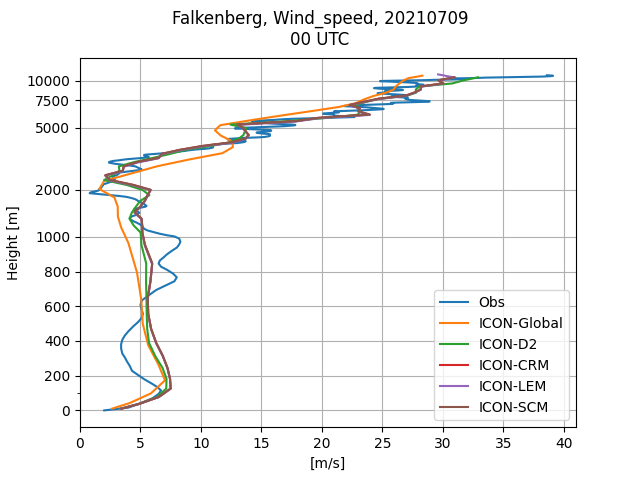 Falkenberg, Wind_speed, 20210709
00 UTC
10000
7500
5000
2000
1000
800
600
400
200
0
Height [m]
0 5 10 15 20 25 30 35 40
[m/s]
Obs
ICON-Global
ICON-D2
ICON-CRM
ICON-LEM
ICON-SCM